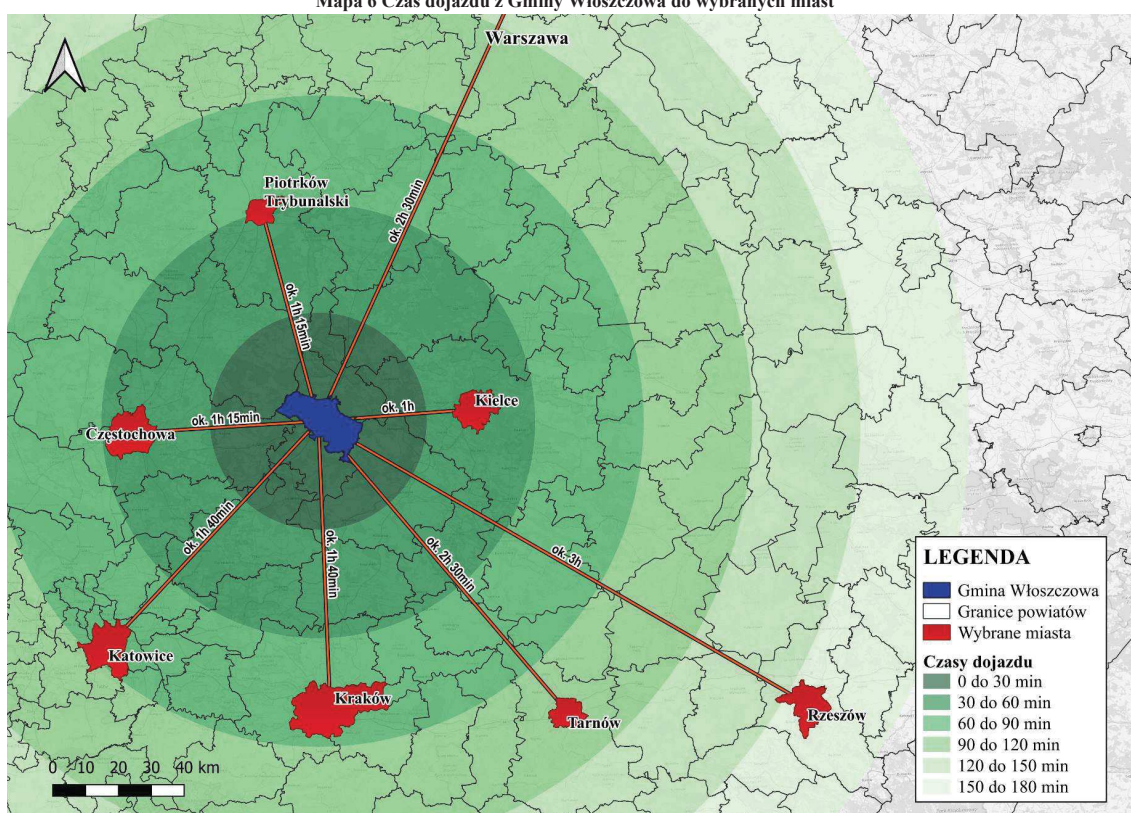 Mapa 6 Czas dojazdu z Gminy Włoszczowa do wybranych miast
Warszawa
Piotrków
Trybunalski
ok. 2h 30min
ok. 1h 15min
Kielce
ok. 1h
ok. 1h 15min
Częstochowa
ok. 1h 40min
ok. 1h 40min
ok. 2h 30min
ok. 3h
Katowice
Kraków
Tarnów
Rzeszów
0 10 20 30 40 km
LEGENDA
Gmina Włoszczowa
Granice powiatów
Wybrane miasta
Czasy dojazdu
0 do 30 min
30 do 60 min
60 do 90 min
90 do 120 min
120 do 150 min
150 do 180 min